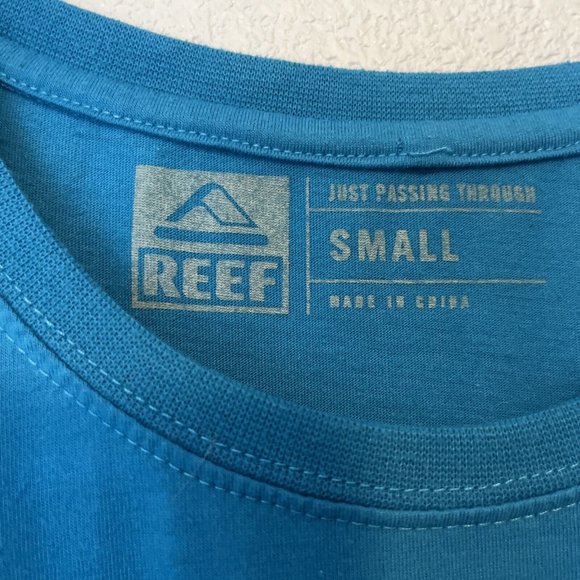 REEF
JUST PASSING THROUGH
SMALL
MADE IN CHINA